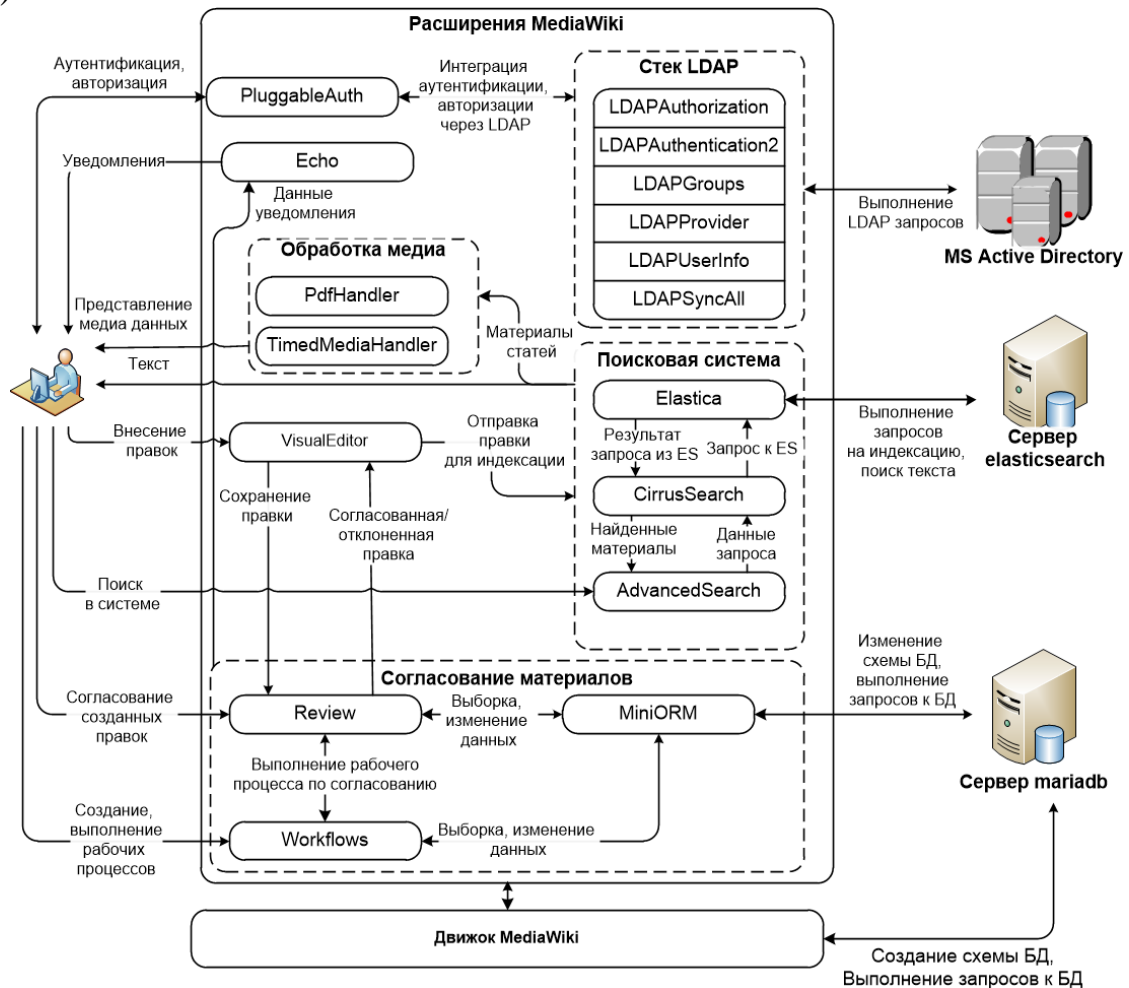 )
Расширения MediaWiki
Аутентификация,
авторизация
PluggableAuth
Интеграция
аутентификации,
авторизации
через LDAP
Стек LDAP
LDAPAuthorization
LDAPAuthentication2
LDAPGroups
LDAPProvider
LDAPUserInfo
LDAPSyncAll
Выполнение
LDAP запросов
MS Active Directory
Уведомления
Echo
Данные
уведомления
Обработка медиа
PdfHandler
TimedMediaHandler
Представление
медиа данных
Текст
Материалы
статей
Поисковая система
Elastica
Результат
запроса из ES
Запрос к ES
CirrusSearch
Найденные
материалы
Данные
запроса
AdvancedSearch
Выполнение
запросов
на индексацию,
поиск текста
Сервер
elasticsearch
Внесение
правок
VisualEditor
Отправка
правки
для индексации
Сохранение
правки
Согласованная/
отклоненная
правка
Поиск
в системе
Согласование материалов
Согласование
созданных
правок
Review
Выборка,
изменение
данных
MiniORM
Изменение
схемы БД,
выполнение
запросов к БД
Сервер mariadb
Выполнение рабочего
процесса по согласованию
Создание,
выполнение
рабочих
процессов
Workflows
Выборка, изменение
данных
Движок MediaWiki
Создание схемы БД,
Выполнение запросов к БД